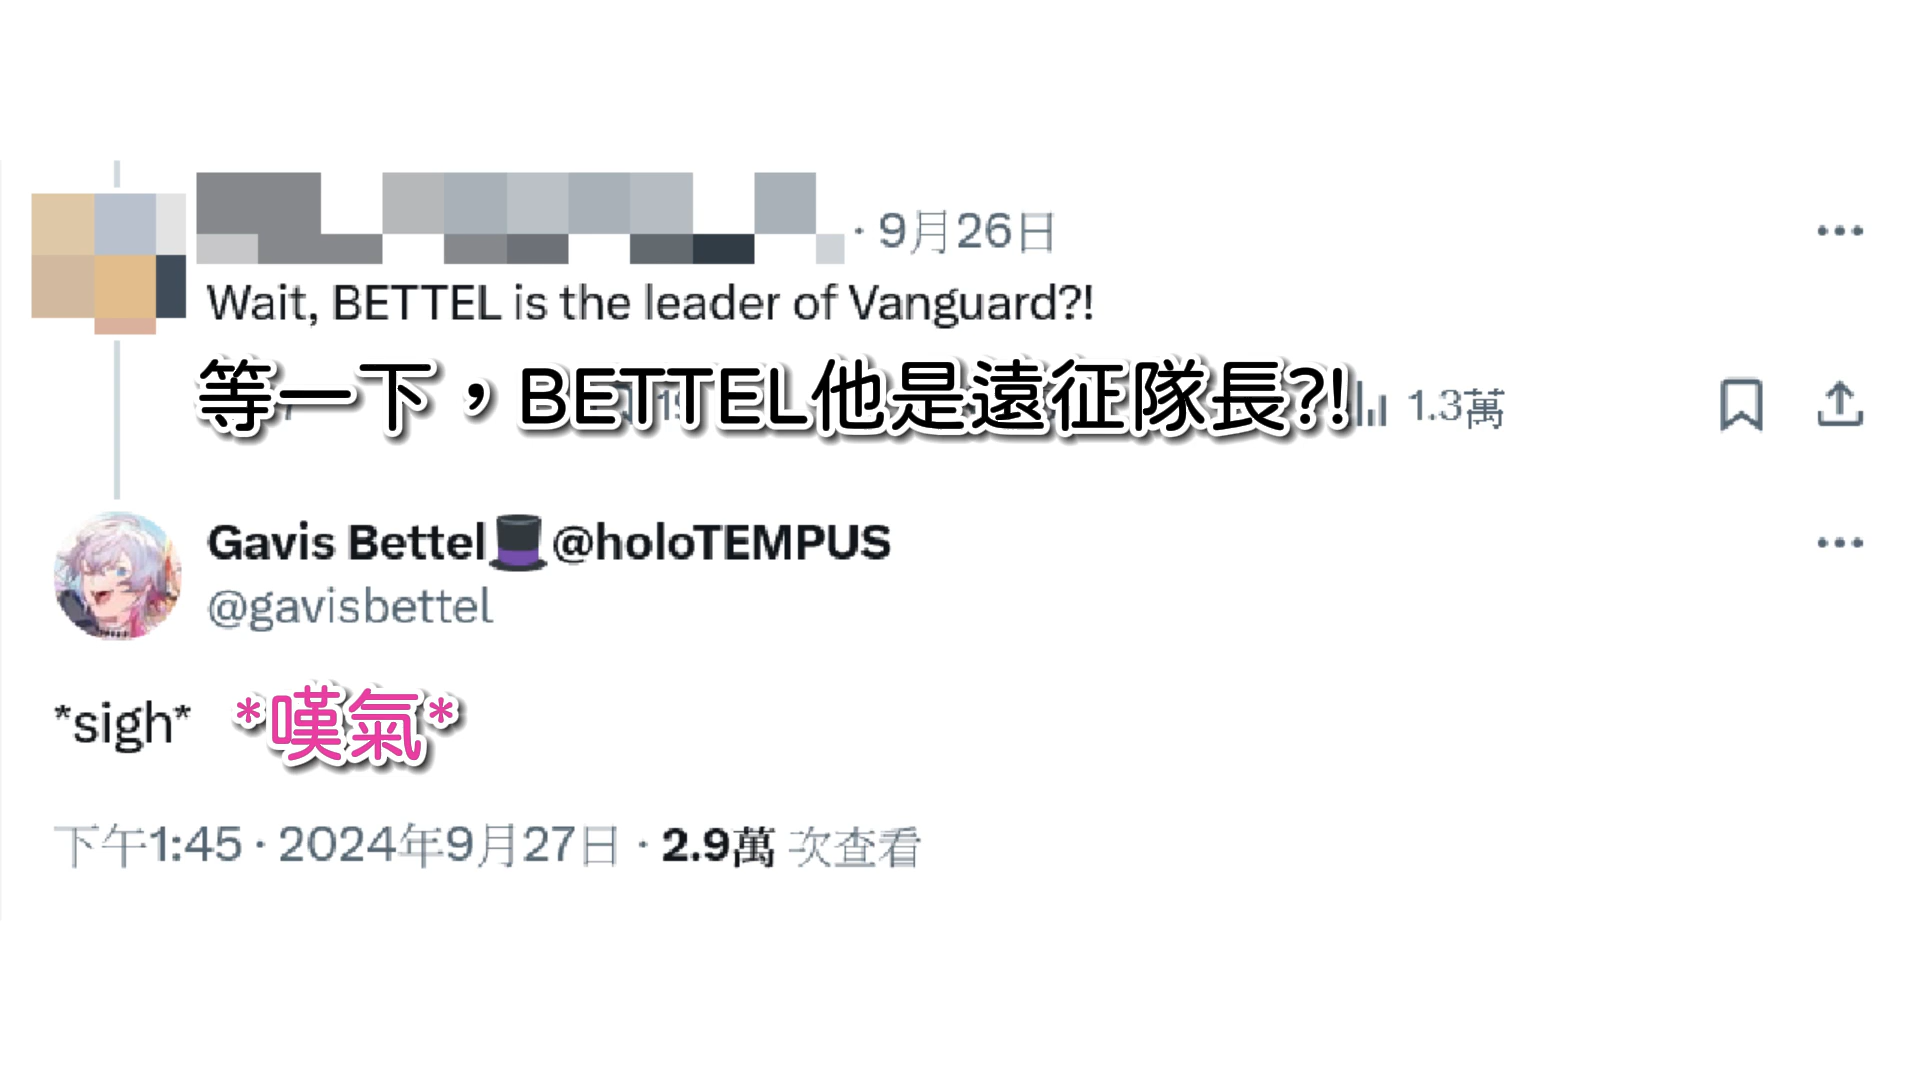 · 9月26日
Wait, BETTEL is the leader of Vanguard?!
等一下，BETTEL他是遠征隊長?!
1.3萬
Gavis Bettel🎩@holoTEMPUS
@gavisbettel
*sigh* *嘆氣*
下午1:45 · 2024年9月27日 · 2.9萬 次查看